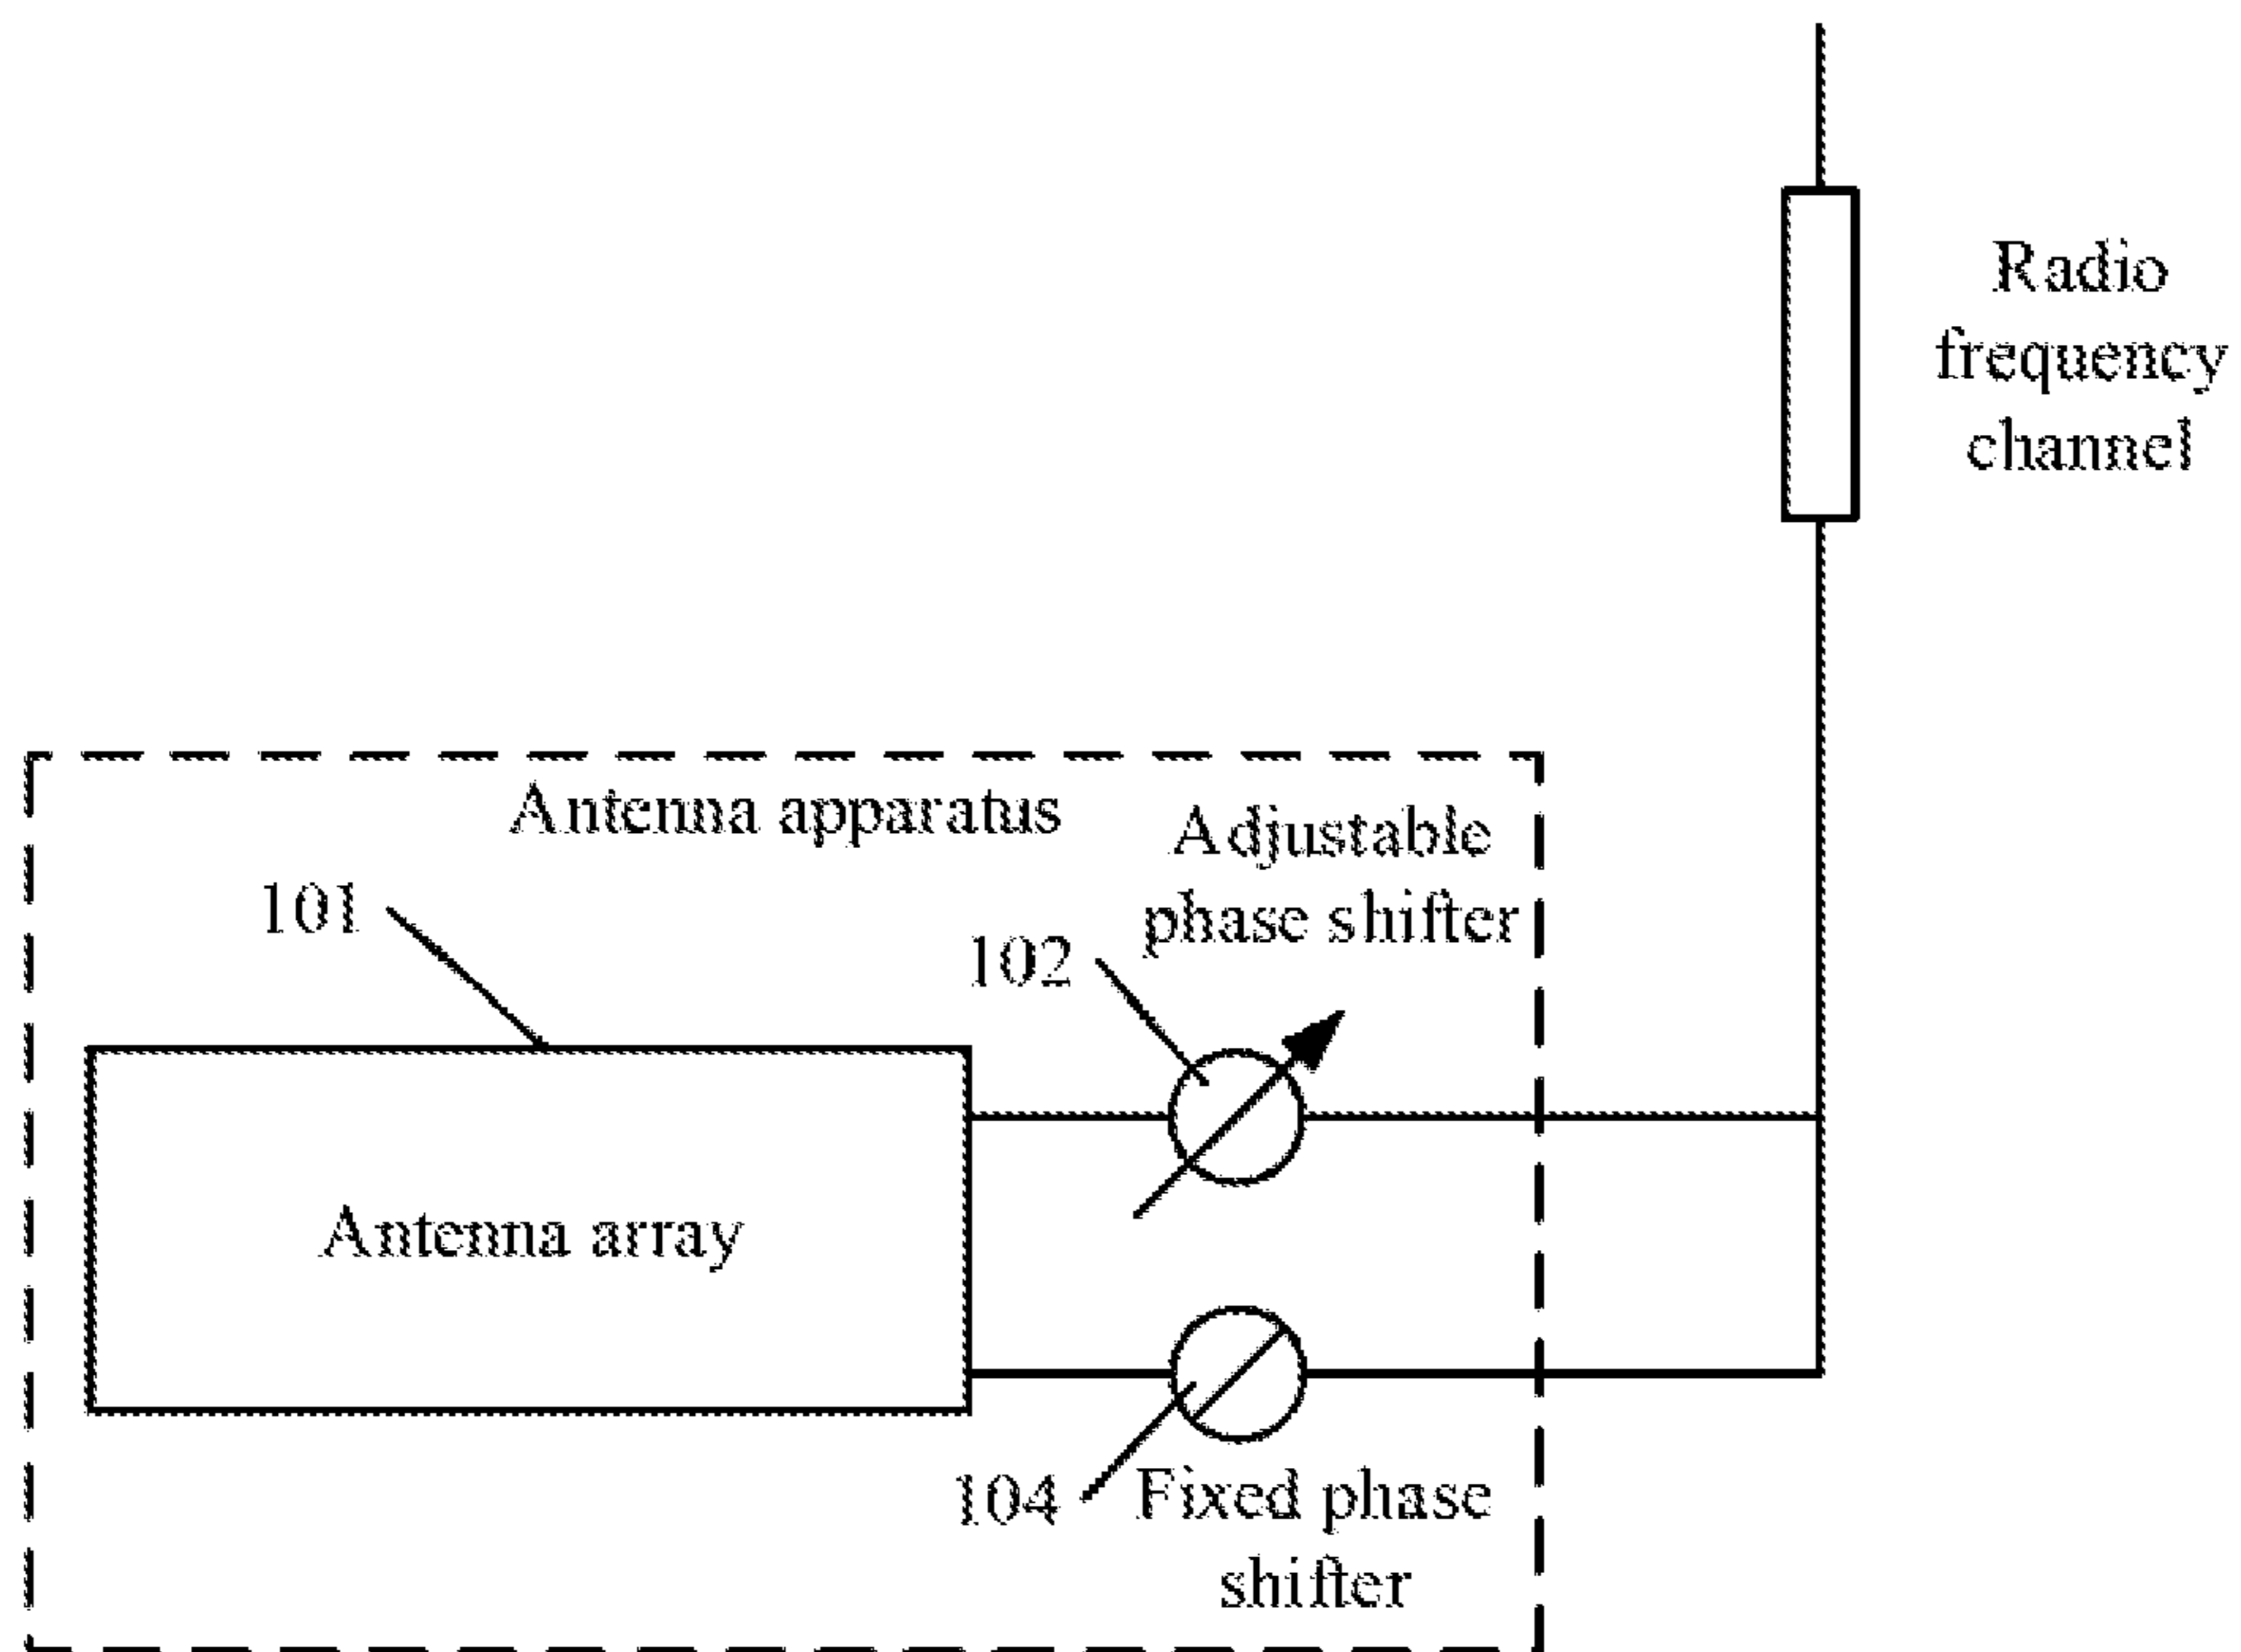 Radio
frequency
channel
Antenna apparatus
Adjustable
phase shifter
101
102
Antenna array
104
Fixed phase
shifter